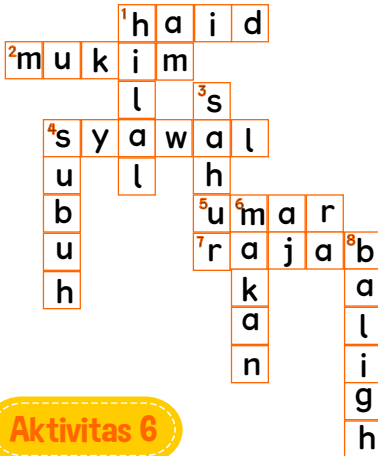 1 h a i d
2 m u k i m
l 3 s
4 s y a w a l
u l h
b 5 u 6 m a r
u 7 r a j a 8 b
h k a
a l
n i
g
h
Aktivitas 6